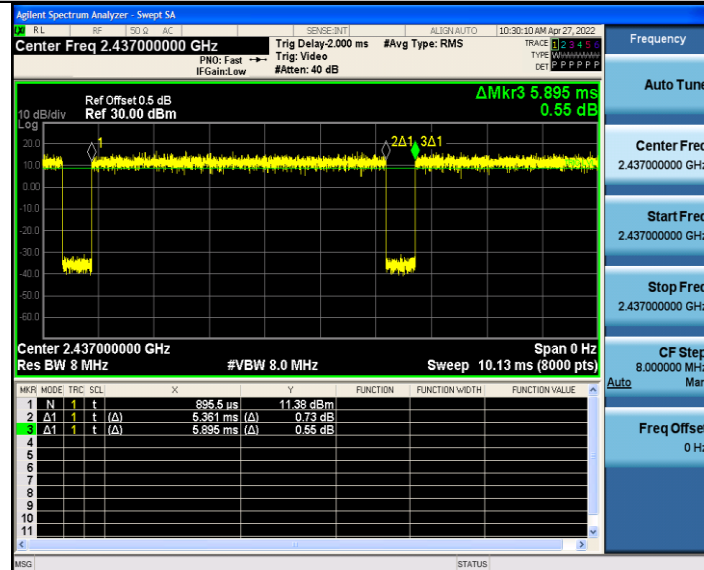 Agilent Spectrum Analyzer - Swept SA
RL RF 50 Ω AC SENSE:INT ALIGNAUTO 10:30:10 AM Apr 27, 2022
Center Freq 2.437000000 GHz
PNO: Fast
IFGain:Low
Trig Delay-2.000 ms
Trig: Video
#Atten: 40 dB
#Avg Type: RMS
TRACE 1 2 3 4 5 6
TYPE
DET P P P P P P
ΔMkr3 5.895 ms
0.55 dB
Ref Offset 0.5 dB
10 dB/div Ref 30.00 dBm
Log
20.0
10.0
0.00
-10.0
-20.0
-30.0
-40.0
-50.0
-60.0
1
2Δ1
3Δ1
Center 2.437000000 GHz Span 0 Hz
Res BW 8 MHz #VBW 8.0 MHz Sweep 10.13 ms (8000 pts)
MKR MODE TRC SCL X Y FUNCTION FUNCTION WIDTH FUNCTION VALUE
1 N 1 t 895.5 µs 11.38 dBm
2 Δ1 1 t (Δ) 5.361 ms (Δ) 0.73 dB
3 Δ1 1 t (Δ) 5.895 ms (Δ) 0.55 dB
4
5
6
7
8
9
10
11
MSG STATUS
Frequency
Auto Tune
Center Freq
2.437000000 GHz
Start Freq
2.437000000 GHz
Stop Freq
2.437000000 GHz
CF Step
8.000000 MHz
Auto Man
Freq Offset
0 Hz